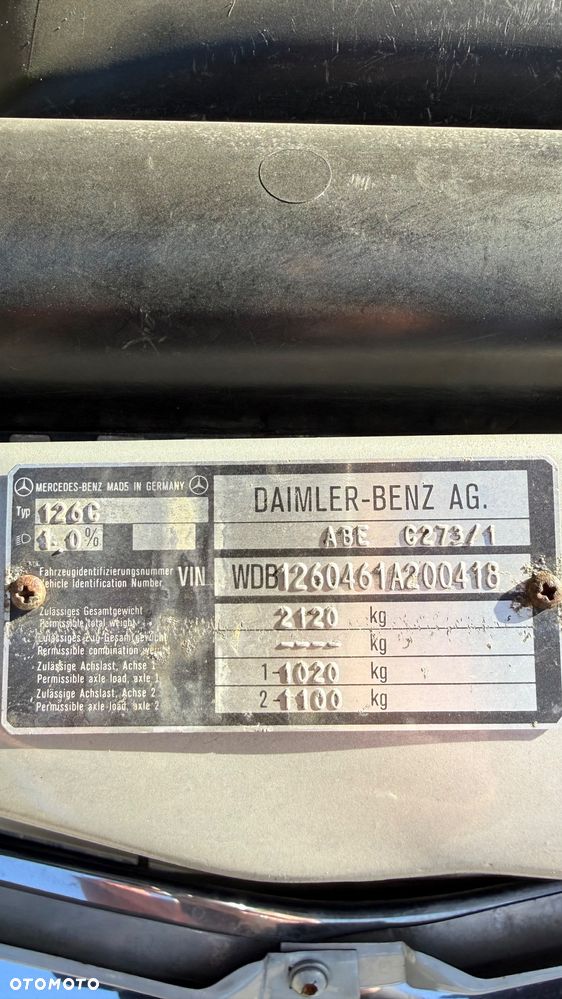 MERCEDES-BENZ MADE IN GERMANY
DAIMLER-BENZ AG.
Typ 126C
1.0%
ABE C273/1
Fahrzeugidentifizierungsnummer
Vehicle Identification Number
VIN
WDB1260461A200418
Zulässiges Gesamtgewicht
Permissible total weight
2120 kg
Zulässiges Zug-Gesamtgewicht
Permissible combination weight
---- kg
Zulässige Achslast, Achse 1
Permissible axle load, axle 1
1-1020 kg
Zulässige Achslast, Achse 2
Permissible axle load, axle 2
2-1100 kg
OTOMOTO